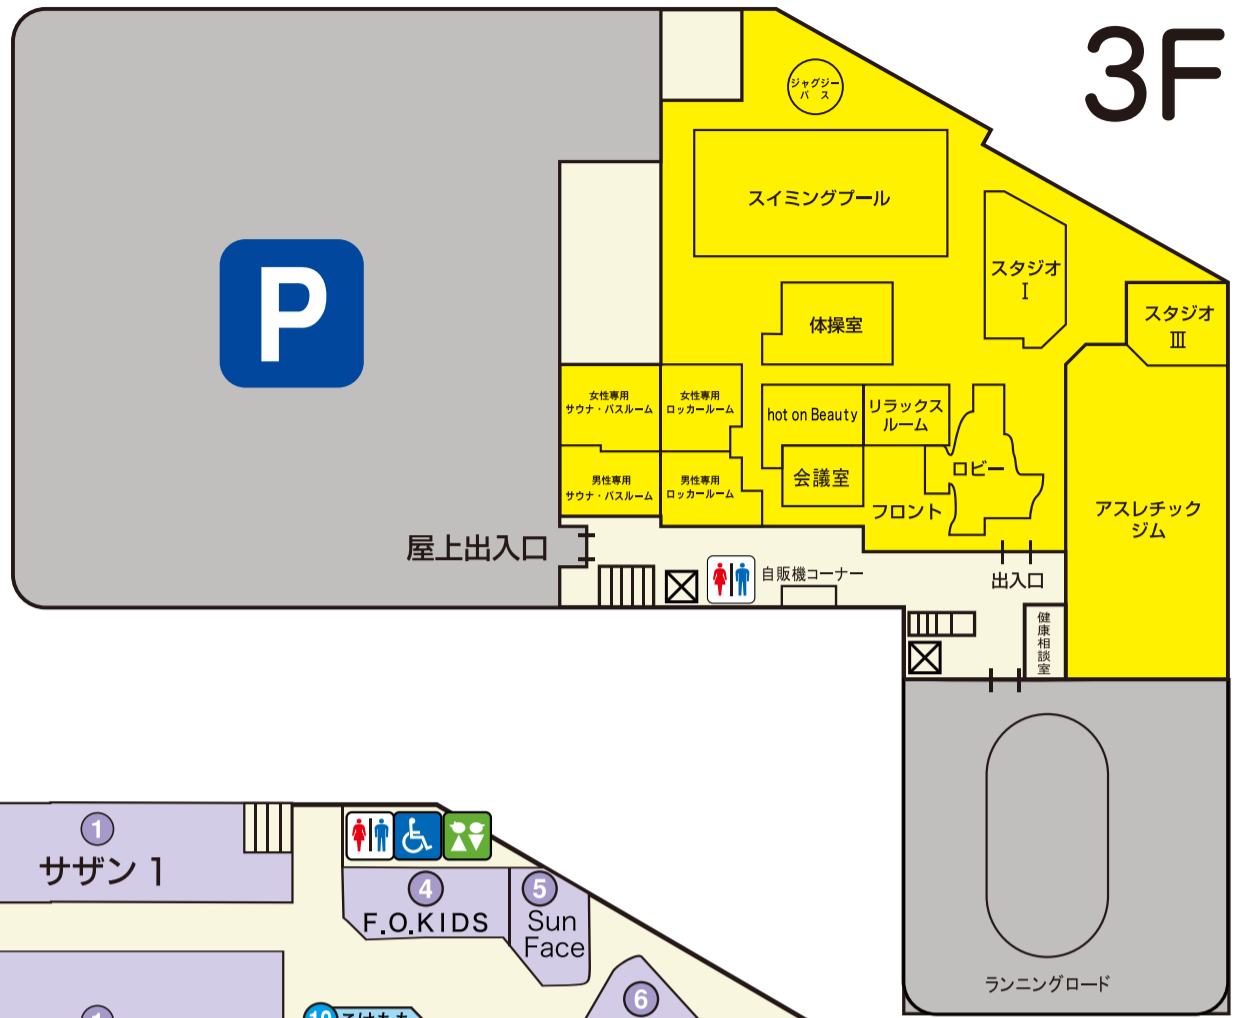 3F
ジャグジー
バス
スイミングプール
P
スタジオ
I
スタジオ
III
体操室
女性専用
サウナ・バスルーム
女性専用
ロッカールーム
hot on Beauty
リラックス
ルーム
ロビー
男性専用
サウナ・バスルーム
男性専用
ロッカールーム
会議室
フロント
アスレチック
ジム
屋上出入口
自販機コーナー
出入口
健康相談室
ランニングロード
1
サザン 1
4
F.O.KIDS
5
Sun
Face
6
1